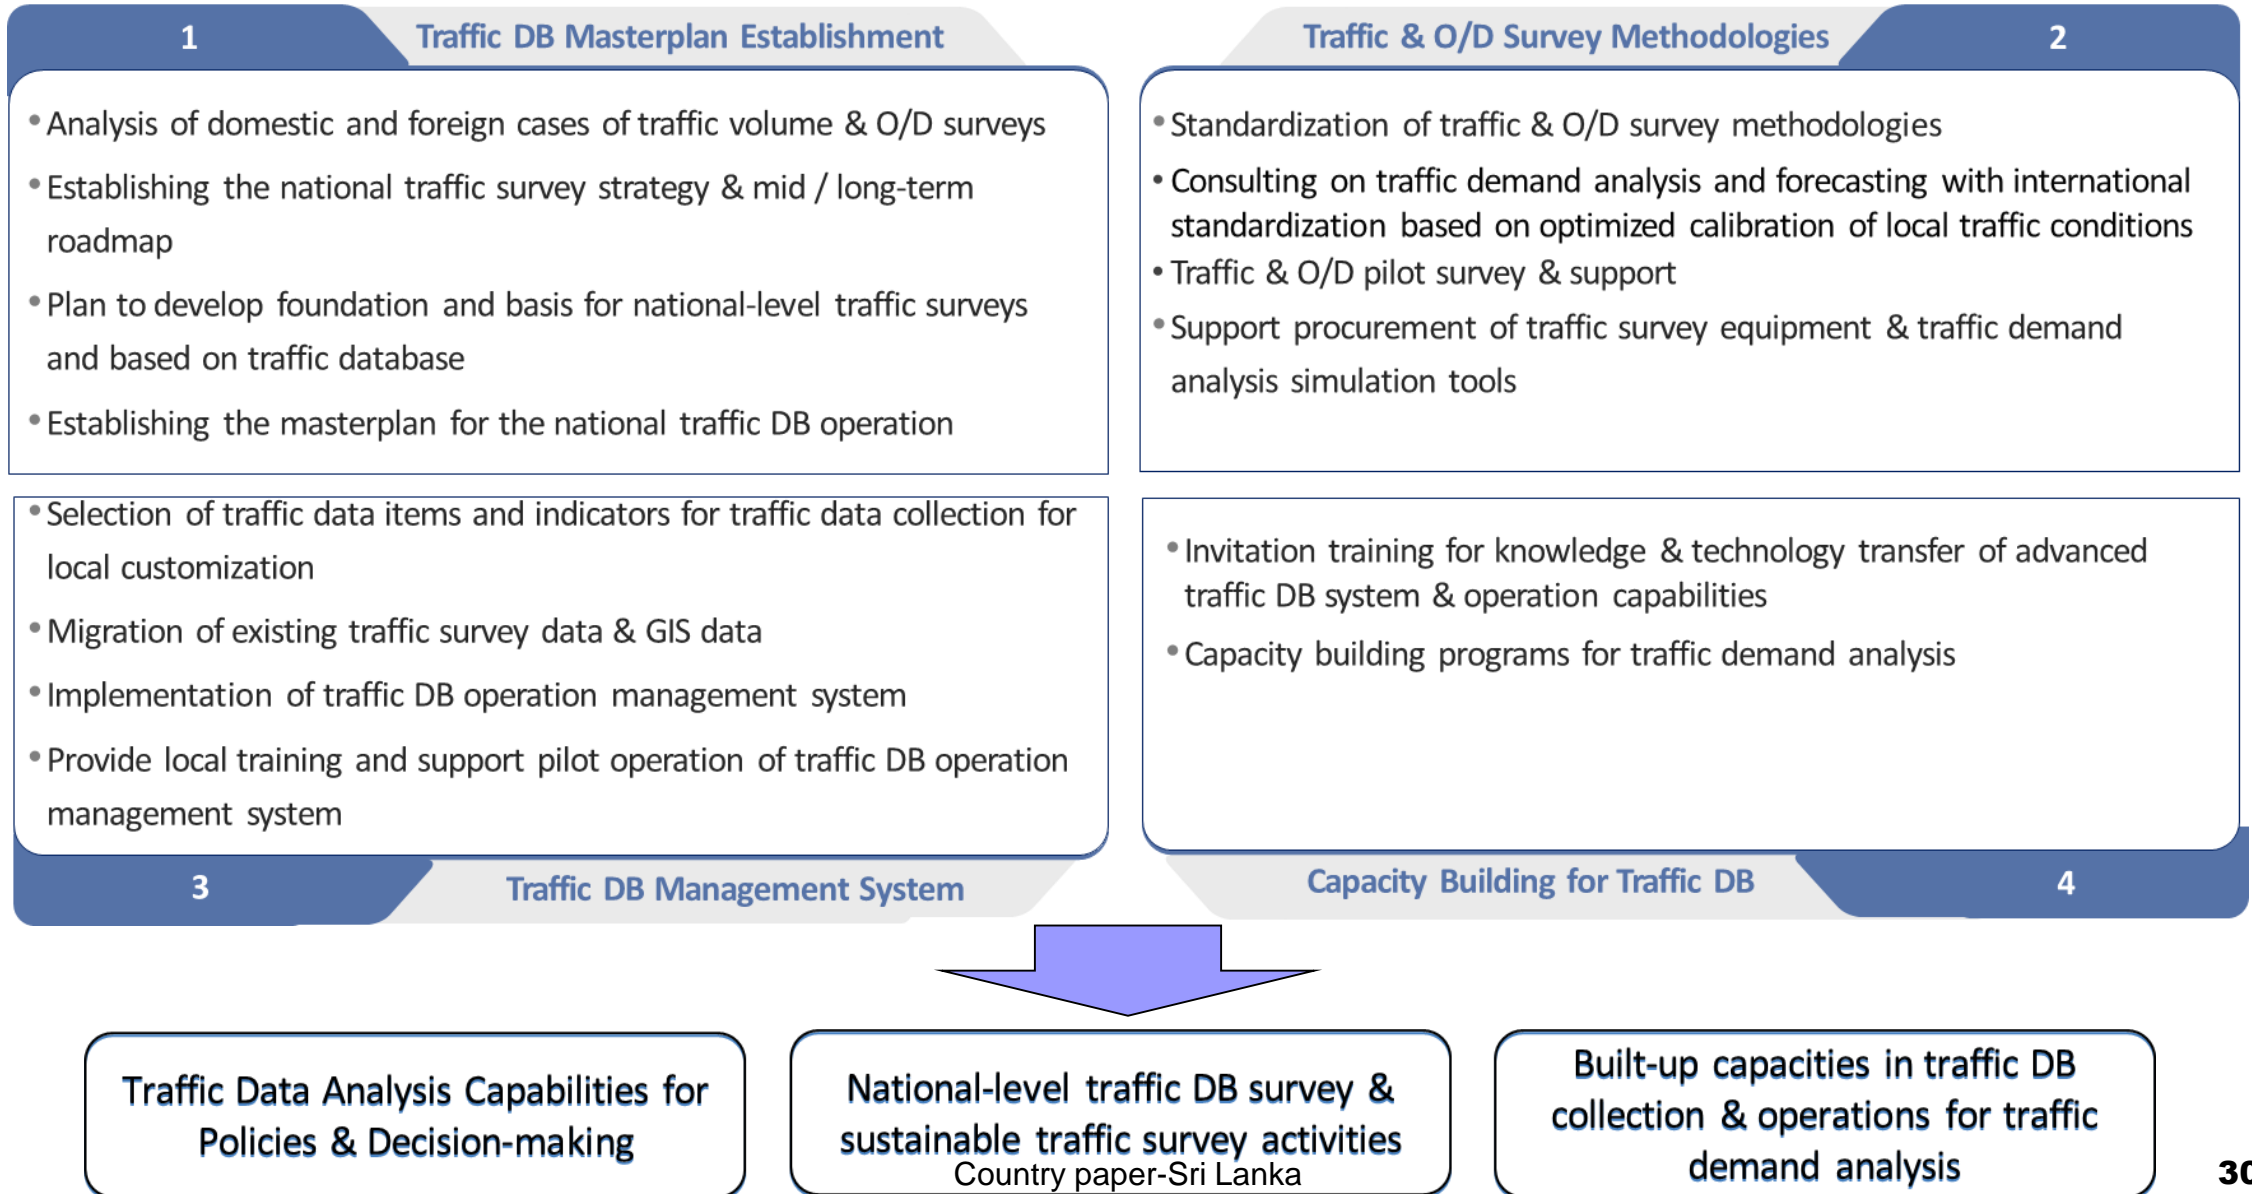 1
Traffic DB Masterplan Establishment
• Analysis of domestic and foreign cases of traffic volume & O/D surveys
• Establishing the national traffic survey strategy & mid / long-term
roadmap
• Plan to develop foundation and basis for national-level traffic surveys
and based on traffic database
• Establishing the masterplan for the national traffic DB operation
Traffic & O/D Survey Methodologies
2
• Standardization of traffic & O/D survey methodologies
• Consulting on traffic demand analysis and forecasting with international
standardization based on optimized calibration of local traffic conditions
• Traffic & O/D pilot survey & support
• Support procurement of traffic survey equipment & traffic demand
analysis simulation tools
• Selection of traffic data items and indicators for traffic data collection for
local customization
• Migration of existing traffic survey data & GIS data
• Implementation of traffic DB operation management system
• Provide local training and support pilot operation of traffic DB operation
management system
3
Traffic DB Management System
• Invitation training for knowledge & technology transfer of advanced
traffic DB system & operation capabilities
• Capacity building programs for traffic demand analysis
Capacity Building for Traffic DB
4
Traffic Data Analysis Capabilities for
Policies & Decision-making
National-level traffic DB survey &
sustainable traffic survey activities
Built-up capacities in traffic DB
collection & operations for traffic
demand analysis
Country paper-Sri Lanka
30